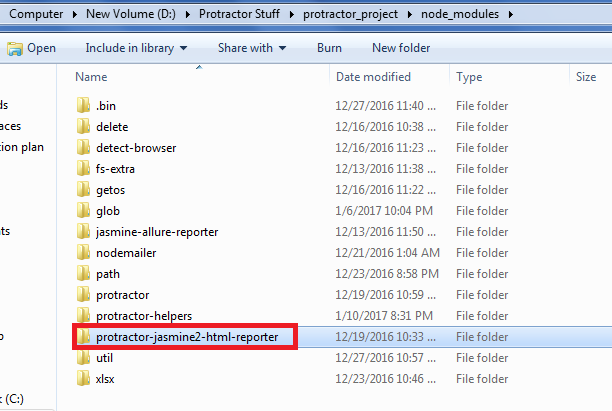 Computer ▸ New Volume (D:) ▸ Protractor Stuff ▸ protractor_project ▸ node_modules ▸
Open Include in library ▾ Share with ▾ Burn New folder
Name Date modified Type Size
.bin 12/27/2016 11:40 ... File folder
ds delete 12/16/2016 10:38 ... File folder
aces detect-browser 12/16/2016 11:23 ... File folder
tion plan fs-extra 12/13/2016 11:38 ... File folder
getos 12/16/2016 11:22 ... File folder
glob 1/6/2017 10:04 PM File folder
nts jasmine-allure-reporter 12/13/2016 11:50 ... File folder
nodemailer 12/21/2016 1:04 AM File folder
path 12/23/2016 8:58 PM File folder
protractor 12/19/2016 10:59 ... File folder
protractor-helpers 1/10/2017 8:31 PM File folder
o protractor-jasmine2-html-reporter 12/19/2016 10:33 ... File folder
util 12/27/2016 10:57 ... File folder
xlsx 12/23/2016 10:46 ... File folder
k (C:)